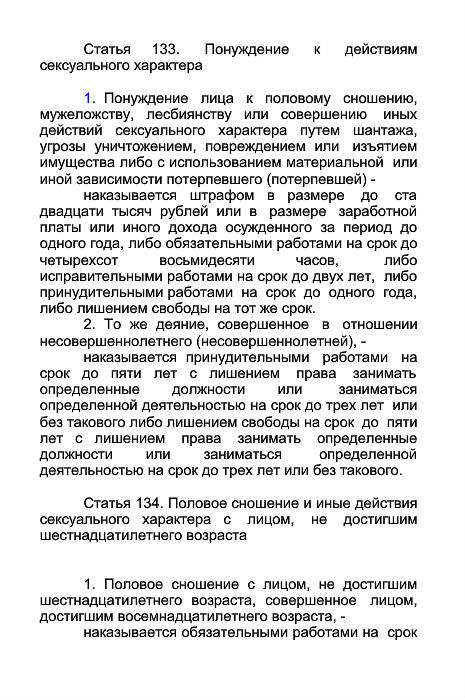 Статья 133. Понуждение к действиям
сексуального характера
1. Понуждение лица к половому сношению,
мужеложству, лесбиянству или совершению иных
действий сексуального характера путем шантажа,
угрозы уничтожением, повреждением или изъятием
имущества либо с использованием материальной или
иной зависимости потерпевшего (потерпевшей) -
наказывается штрафом в размере до ста
двадцати тысяч рублей или в размере заработной
платы или иного дохода осужденного за период до
одного года, либо обязательными работами на срок до
четырехсот восьмидесяти часов, либо
исправительными работами на срок до двух лет, либо
принудительными работами на срок до одного года,
либо лишением свободы на тот же срок.
2. То же деяние, совершенное в отношении
несовершеннолетнего (несовершеннолетней), -
наказывается принудительными работами на
срок до пяти лет с лишением права занимать
определенные должности или заниматься
определенной деятельностью на срок до трех лет или
без такового либо лишением свободы на срок до пяти
лет с лишением права занимать определенные
должности или заниматься определенной
деятельностью на срок до трех лет или без такового.
Статья 134. Половое сношение и иные действия
сексуального характера с лицом, не достигшим
шестнадцатилетнего возраста
1. Половое сношение с лицом, не достигшим
шестнадцатилетнего возраста, совершенное лицом,
достигшим восемнадцатилетнего возраста, -
наказывается обязательными работами на срок